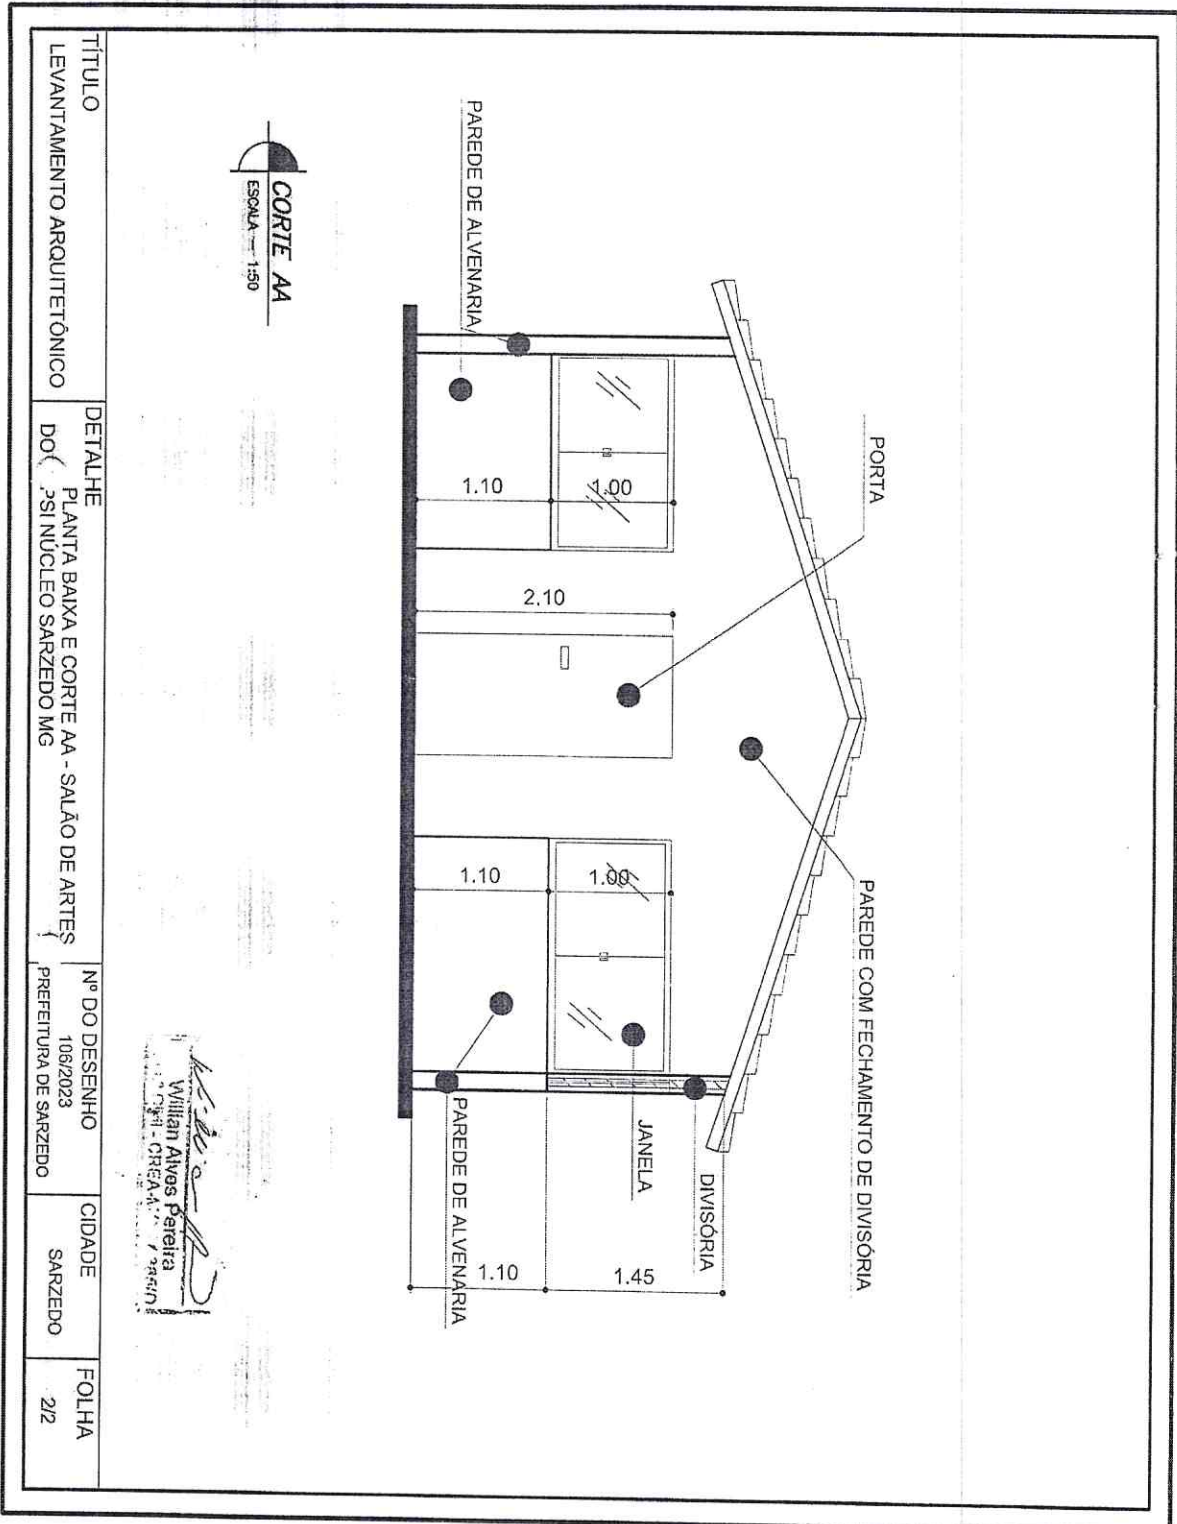 PORTA
PAREDE COM FECHAMENTO DE DIVISÓRIA
PAREDE DE ALVENARIA
1.10
1.00
2.10
1.10
1.00
DIVISÓRIA
JANELA
PAREDE DE ALVENARIA
1.45
1.10
CORTE AA
ESCALA 1:50
Willian Alves Pereira
TÍTULO
LEVANTAMENTO ARQUITETÔNICO
DETALHE
PLANTA BAIXA E CORTE AA - SALÃO DE ARTES
PSI NÚCLEO SARZEDO MG
Nº DO DESENHO
106/2023
PREFEITURA DE SARZEDO
CIDADE
SARZEDO
FOLHA
2/2